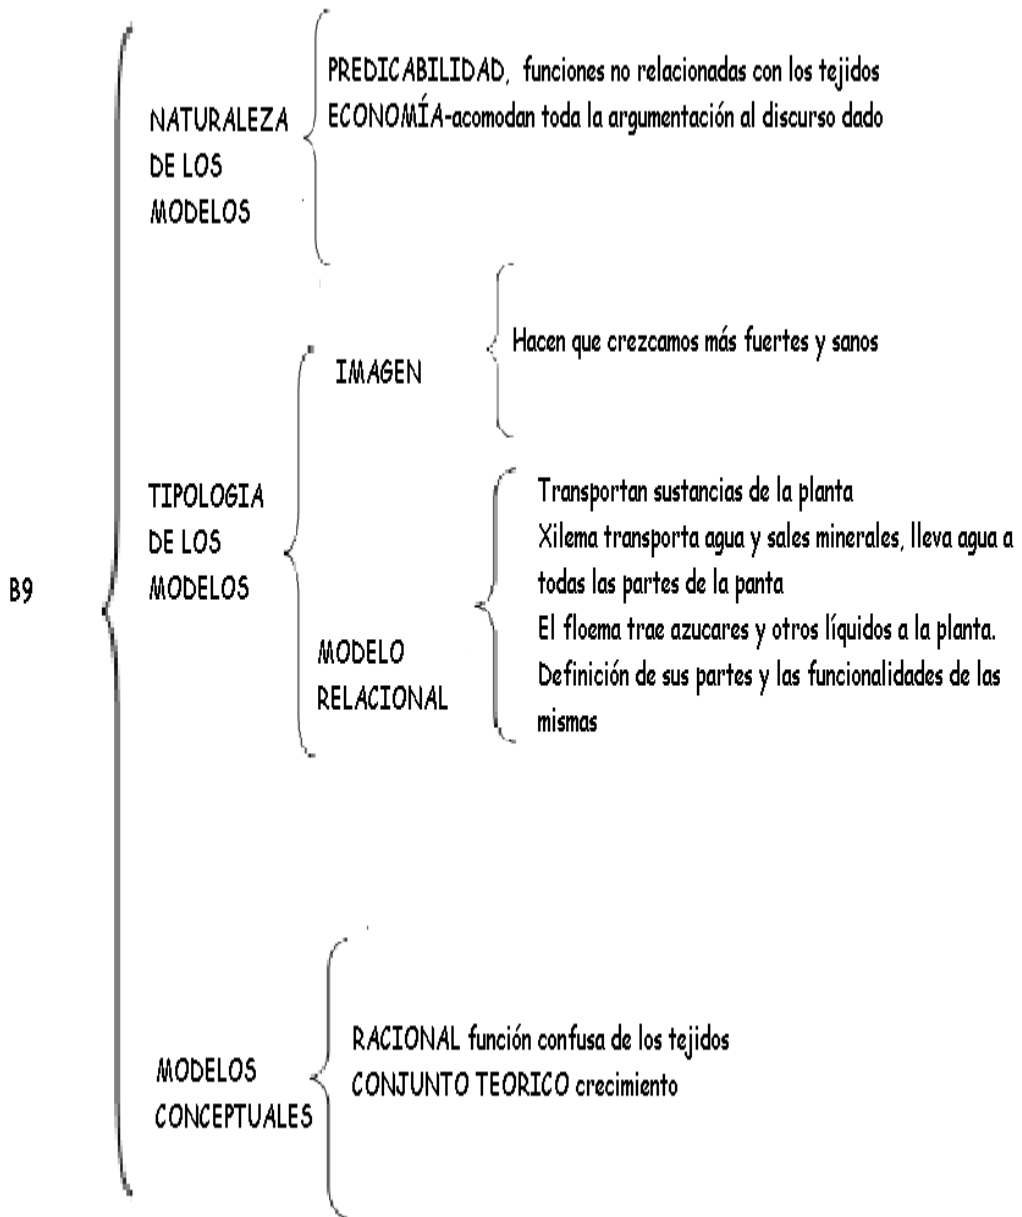 B9
NATURALEZA
DE LOS
MODELOS
PREDICABILIDAD, funciones no relacionadas con los tejidos
ECONOMÍA-acomodan toda la argumentación al discurso dado
TIPOLOGIA
DE LOS
MODELOS
IMAGEN
Hacen que crezcamos más fuertes y sanos
MODELO
RELACIONAL
Transportan sustancias de la planta
Xilema transporta agua y sales minerales, lleva agua a
todas las partes de la panta
El floema trae azucares y otros líquidos a la planta.
Definición de sus partes y las funcionalidades de las
mismas
MODELOS
CONCEPTUALES
RACIONAL función confusa de los tejidos
CONJUNTO TEORICO crecimiento